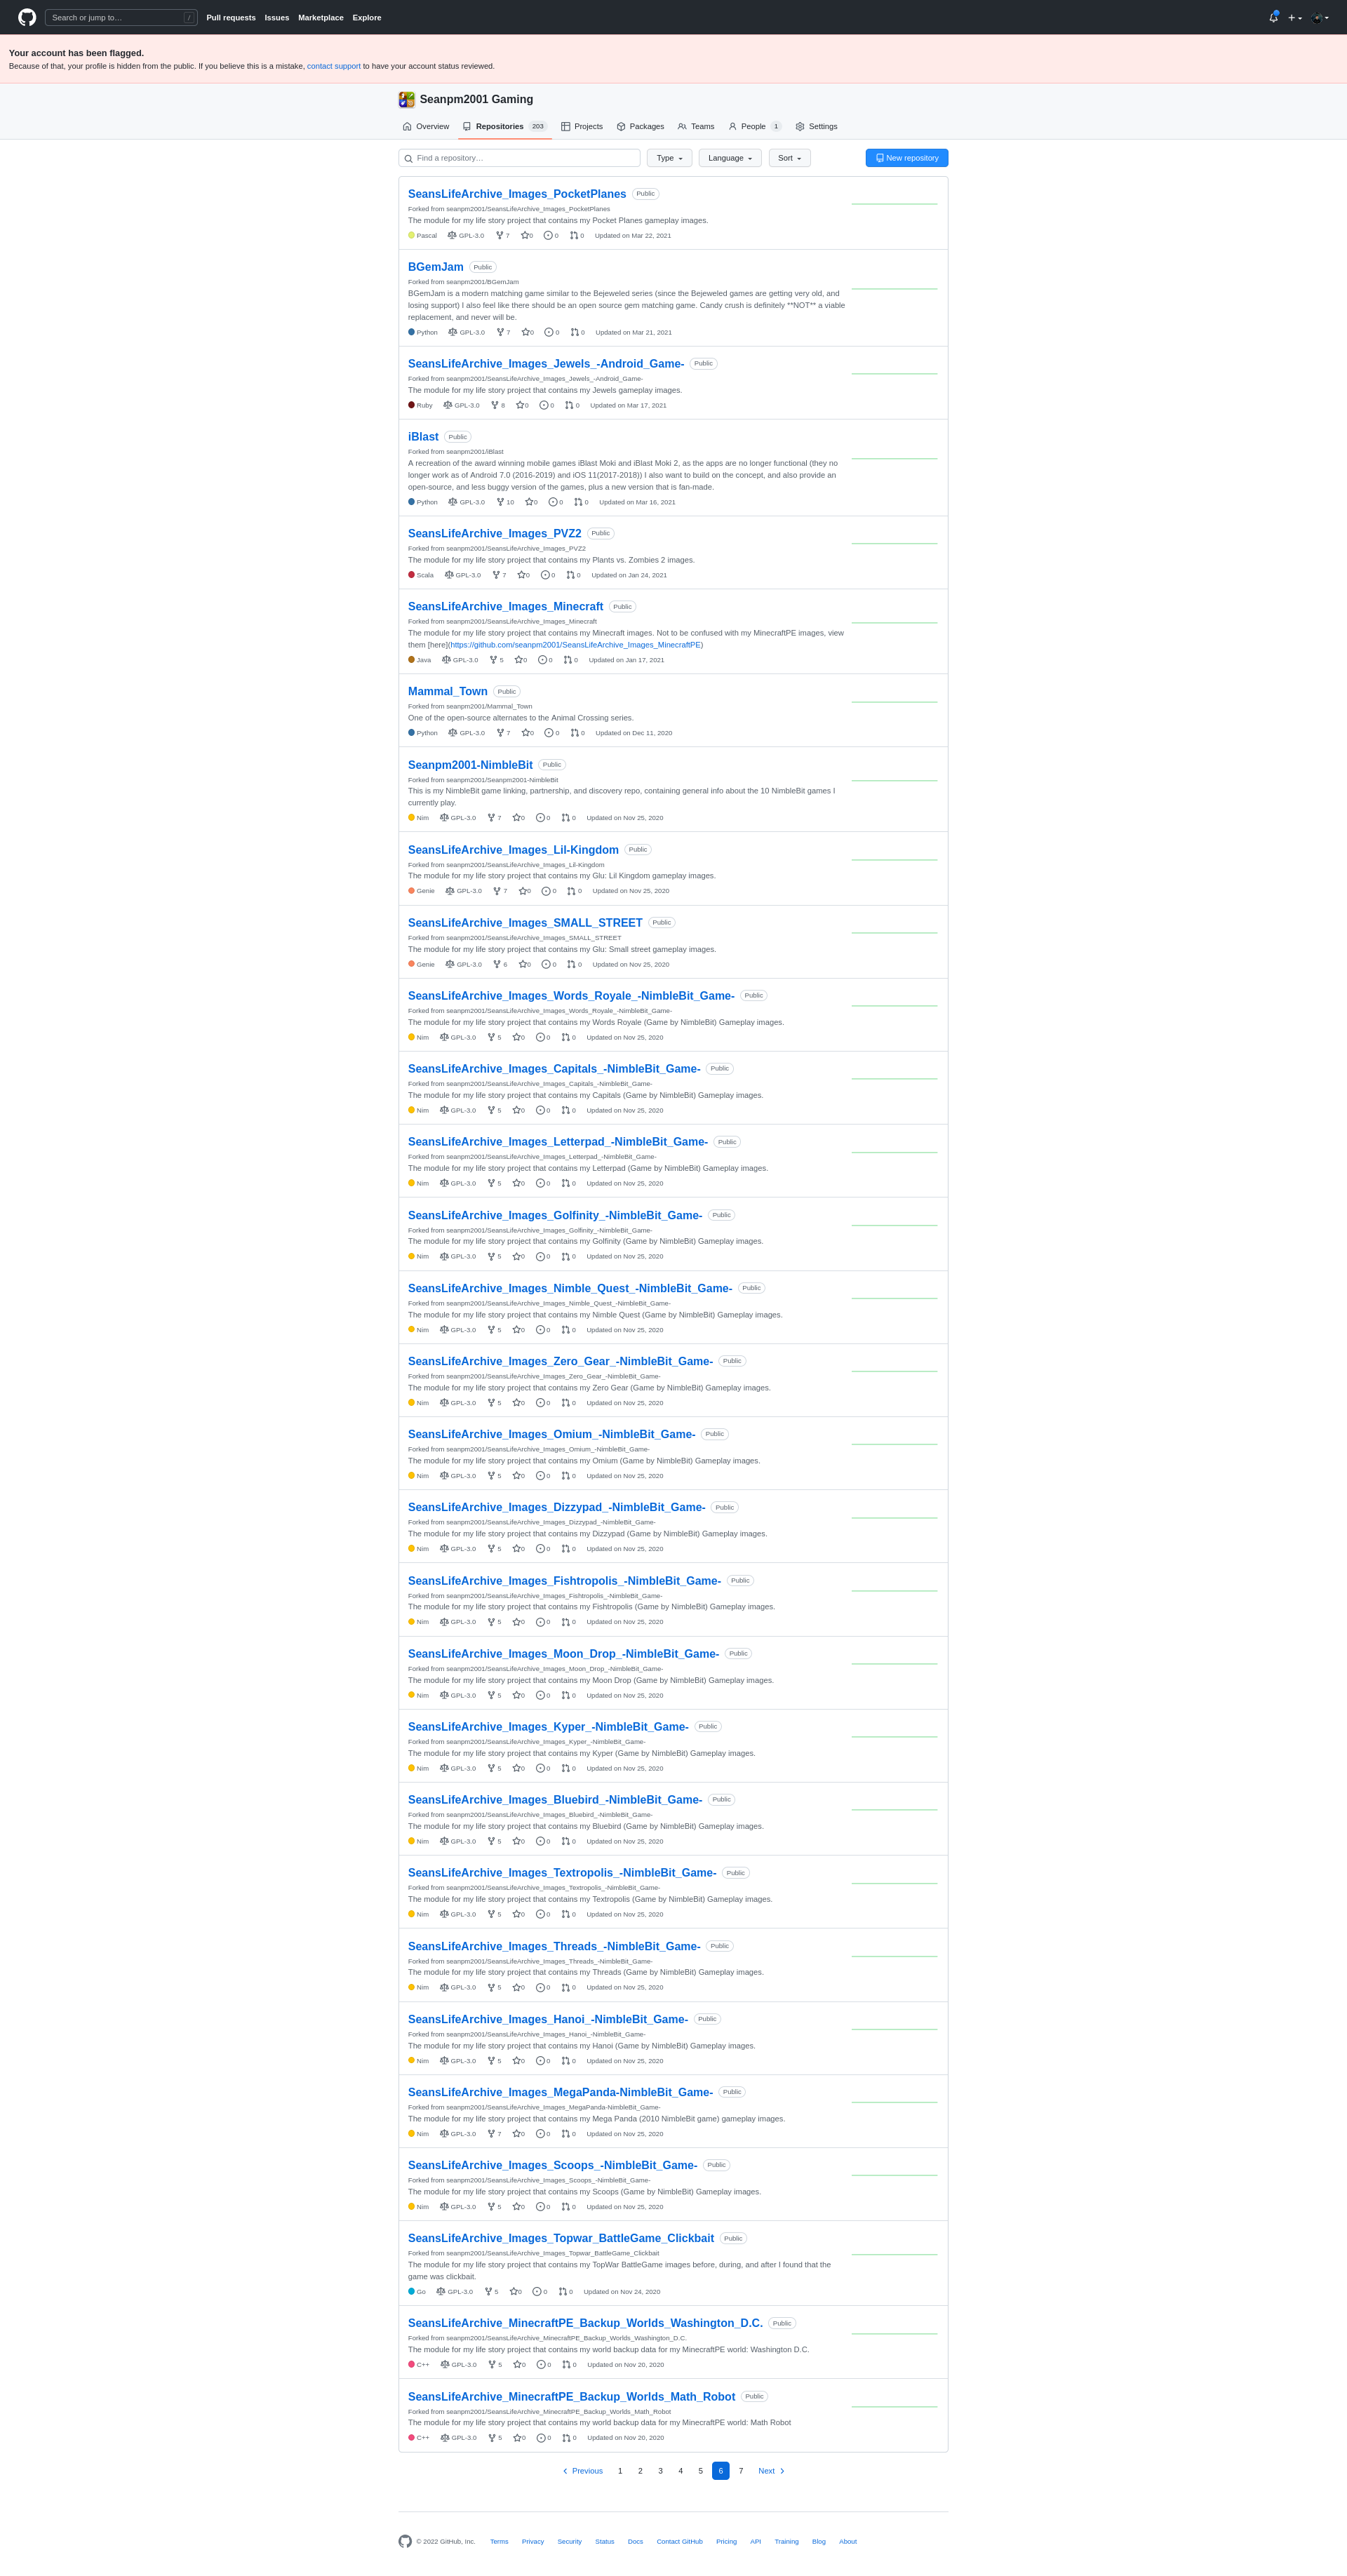 Search or jump to… /
Pull requests Issues Marketplace Explore
Your account has been flagged.
Because of that, your profile is hidden from the public. If you believe this is a mistake, contact support to have your account status reviewed.
Seanpm2001 Gaming
Overview Repositories 203 Projects Packages Teams People 1 Settings
Find a repository… Type Language Sort New repository
SeansLifeArchive_Images_PocketPlanes Public
Forked from seanpm2001/SeansLifeArchive_Images_PocketPlanes
The module for my life story project that contains my Pocket Planes gameplay images.
Pascal GPL-3.0 7 0 0 0 Updated on Mar 22, 2021
BGemJam Public
Forked from seanpm2001/BGemJam
BGemJam is a modern matching game similar to the Bejeweled series (since the Bejeweled games are getting very old, and
losing support) I also feel like there should be an open source gem matching game. Candy crush is definitely **NOT** a viable
replacement, and never will be.
Python GPL-3.0 7 0 0 0 Updated on Mar 21, 2021
SeansLifeArchive_Images_Jewels_-Android_Game- Public
Forked from seanpm2001/SeansLifeArchive_Images_Jewels_-Android_Game-
The module for my life story project that contains my Jewels gameplay images.
Ruby GPL-3.0 8 0 0 0 Updated on Mar 17, 2021
iBlast Public
Forked from seanpm2001/iBlast
A recreation of the award winning mobile games iBlast Moki and iBlast Moki 2, as the apps are no longer functional (they no
longer work as of Android 7.0 (2016-2019) and iOS 11(2017-2018)) I also want to build on the concept, and also provide an
open-source, and less buggy version of the games, plus a new version that is fan-made.
Python GPL-3.0 10 0 0 0 Updated on Mar 16, 2021
SeansLifeArchive_Images_PVZ2 Public
Forked from seanpm2001/SeansLifeArchive_Images_PVZ2
The module for my life story project that contains my Plants vs. Zombies 2 images.
Scala GPL-3.0 7 0 0 0 Updated on Jan 24, 2021
SeansLifeArchive_Images_Minecraft Public
Forked from seanpm2001/SeansLifeArchive_Images_Minecraft
The module for my life story project that contains my Minecraft images. Not to be confused with my MinecraftPE images, view
them [here](https://github.com/seanpm2001/SeansLifeArchive_Images_MinecraftPE)
Java GPL-3.0 5 0 0 0 Updated on Jan 17, 2021
Mammal_Town Public
Forked from seanpm2001/Mammal_Town
One of the open-source alternates to the Animal Crossing series.
Python GPL-3.0 7 0 0 0 Updated on Dec 11, 2020
Seanpm2001-NimbleBit Public
Forked from seanpm2001/Seanpm2001-NimbleBit
This is my NimbleBit game linking, partnership, and discovery repo, containing general info about the 10 NimbleBit games I
currently play.
Nim GPL-3.0 7 0 0 0 Updated on Nov 25, 2020
SeansLifeArchive_Images_Lil-Kingdom Public
Forked from seanpm2001/SeansLifeArchive_Images_Lil-Kingdom
The module for my life story project that contains my Glu: Lil Kingdom gameplay images.
Genie GPL-3.0 7 0 0 0 Updated on Nov 25, 2020
SeansLifeArchive_Images_SMALL_STREET Public
Forked from seanpm2001/SeansLifeArchive_Images_SMALL_STREET
The module for my life story project that contains my Glu: Small street gameplay images.
Genie GPL-3.0 6 0 0 0 Updated on Nov 25, 2020
SeansLifeArchive_Images_Words_Royale_-NimbleBit_Game- Public
Forked from seanpm2001/SeansLifeArchive_Images_Words_Royale_-NimbleBit_Game-
The module for my life story project that contains my Words Royale (Game by NimbleBit) Gameplay images.
Nim GPL-3.0 5 0 0 0 Updated on Nov 25, 2020
SeansLifeArchive_Images_Capitals_-NimbleBit_Game- Public
Forked from seanpm2001/SeansLifeArchive_Images_Capitals_-NimbleBit_Game-
The module for my life story project that contains my Capitals (Game by NimbleBit) Gameplay images.
Nim GPL-3.0 5 0 0 0 Updated on Nov 25, 2020
SeansLifeArchive_Images_Letterpad_-NimbleBit_Game- Public
Forked from seanpm2001/SeansLifeArchive_Images_Letterpad_-NimbleBit_Game-
The module for my life story project that contains my Letterpad (Game by NimbleBit) Gameplay images.
Nim GPL-3.0 5 0 0 0 Updated on Nov 25, 2020
SeansLifeArchive_Images_Golfinity_-NimbleBit_Game- Public
Forked from seanpm2001/SeansLifeArchive_Images_Golfinity_-NimbleBit_Game-
The module for my life story project that contains my Golfinity (Game by NimbleBit) Gameplay images.
Nim GPL-3.0 5 0 0 0 Updated on Nov 25, 2020
SeansLifeArchive_Images_Nimble_Quest_-NimbleBit_Game- Public
Forked from seanpm2001/SeansLifeArchive_Images_Nimble_Quest_-NimbleBit_Game-
The module for my life story project that contains my Nimble Quest (Game by NimbleBit) Gameplay images.
Nim GPL-3.0 5 0 0 0 Updated on Nov 25, 2020
SeansLifeArchive_Images_Zero_Gear_-NimbleBit_Game- Public
Forked from seanpm2001/SeansLifeArchive_Images_Zero_Gear_-NimbleBit_Game-
The module for my life story project that contains my Zero Gear (Game by NimbleBit) Gameplay images.
Nim GPL-3.0 5 0 0 0 Updated on Nov 25, 2020
SeansLifeArchive_Images_Omium_-NimbleBit_Game- Public
Forked from seanpm2001/SeansLifeArchive_Images_Omium_-NimbleBit_Game-
The module for my life story project that contains my Omium (Game by NimbleBit) Gameplay images.
Nim GPL-3.0 5 0 0 0 Updated on Nov 25, 2020
SeansLifeArchive_Images_Dizzypad_-NimbleBit_Game- Public
Forked from seanpm2001/SeansLifeArchive_Images_Dizzypad_-NimbleBit_Game-
The module for my life story project that contains my Dizzypad (Game by NimbleBit) Gameplay images.
Nim GPL-3.0 5 0 0 0 Updated on Nov 25, 2020
SeansLifeArchive_Images_Fishtropolis_-NimbleBit_Game- Public
Forked from seanpm2001/SeansLifeArchive_Images_Fishtropolis_-NimbleBit_Game-
The module for my life story project that contains my Fishtropolis (Game by NimbleBit) Gameplay images.
Nim GPL-3.0 5 0 0 0 Updated on Nov 25, 2020
SeansLifeArchive_Images_Moon_Drop_-NimbleBit_Game- Public
Forked from seanpm2001/SeansLifeArchive_Images_Moon_Drop_-NimbleBit_Game-
The module for my life story project that contains my Moon Drop (Game by NimbleBit) Gameplay images.
Nim GPL-3.0 5 0 0 0 Updated on Nov 25, 2020
SeansLifeArchive_Images_Kyper_-NimbleBit_Game- Public
Forked from seanpm2001/SeansLifeArchive_Images_Kyper_-NimbleBit_Game-
The module for my life story project that contains my Kyper (Game by NimbleBit) Gameplay images.
Nim GPL-3.0 5 0 0 0 Updated on Nov 25, 2020
SeansLifeArchive_Images_Bluebird_-NimbleBit_Game- Public
Forked from seanpm2001/SeansLifeArchive_Images_Bluebird_-NimbleBit_Game-
The module for my life story project that contains my Bluebird (Game by NimbleBit) Gameplay images.
Nim GPL-3.0 5 0 0 0 Updated on Nov 25, 2020
SeansLifeArchive_Images_Textropolis_-NimbleBit_Game- Public
Forked from seanpm2001/SeansLifeArchive_Images_Textropolis_-NimbleBit_Game-
The module for my life story project that contains my Textropolis (Game by NimbleBit) Gameplay images.
Nim GPL-3.0 5 0 0 0 Updated on Nov 25, 2020
SeansLifeArchive_Images_Threads_-NimbleBit_Game- Public
Forked from seanpm2001/SeansLifeArchive_Images_Threads_-NimbleBit_Game-
The module for my life story project that contains my Threads (Game by NimbleBit) Gameplay images.
Nim GPL-3.0 5 0 0 0 Updated on Nov 25, 2020
SeansLifeArchive_Images_Hanoi_-NimbleBit_Game- Public
Forked from seanpm2001/SeansLifeArchive_Images_Hanoi_-NimbleBit_Game-
The module for my life story project that contains my Hanoi (Game by NimbleBit) Gameplay images.
Nim GPL-3.0 5 0 0 0 Updated on Nov 25, 2020
SeansLifeArchive_Images_MegaPanda-NimbleBit_Game- Public
Forked from seanpm2001/SeansLifeArchive_Images_MegaPanda-NimbleBit_Game-
The module for my life story project that contains my Mega Panda (2010 NimbleBit game) gameplay images.
Nim GPL-3.0 7 0 0 0 Updated on Nov 25, 2020
SeansLifeArchive_Images_Scoops_-NimbleBit_Game- Public
Forked from seanpm2001/SeansLifeArchive_Images_Scoops_-NimbleBit_Game-
The module for my life story project that contains my Scoops (Game by NimbleBit) Gameplay images.
Nim GPL-3.0 5 0 0 0 Updated on Nov 25, 2020
SeansLifeArchive_Images_Topwar_BattleGame_Clickbait Public
Forked from seanpm2001/SeansLifeArchive_Images_Topwar_BattleGame_Clickbait
The module for my life story project that contains my TopWar BattleGame images before, during, and after I found that the
game was clickbait.
Go GPL-3.0 5 0 0 0 Updated on Nov 24, 2020
SeansLifeArchive_MinecraftPE_Backup_Worlds_Washington_D.C. Public
Forked from seanpm2001/SeansLifeArchive_MinecraftPE_Backup_Worlds_Washington_D.C.
The module for my life story project that contains my world backup data for my MinecraftPE world: Washington D.C.
C++ GPL-3.0 5 0 0 0 Updated on Nov 20, 2020
SeansLifeArchive_MinecraftPE_Backup_Worlds_Math_Robot Public
Forked from seanpm2001/SeansLifeArchive_MinecraftPE_Backup_Worlds_Math_Robot
The module for my life story project that contains my world backup data for my MinecraftPE world: Math Robot
C++ GPL-3.0 5 0 0 0 Updated on Nov 20, 2020
Previous 1 2 3 4 5 6 7 Next
© 2022 GitHub, Inc. Terms Privacy Security Status Docs Contact GitHub Pricing API Training Blog About